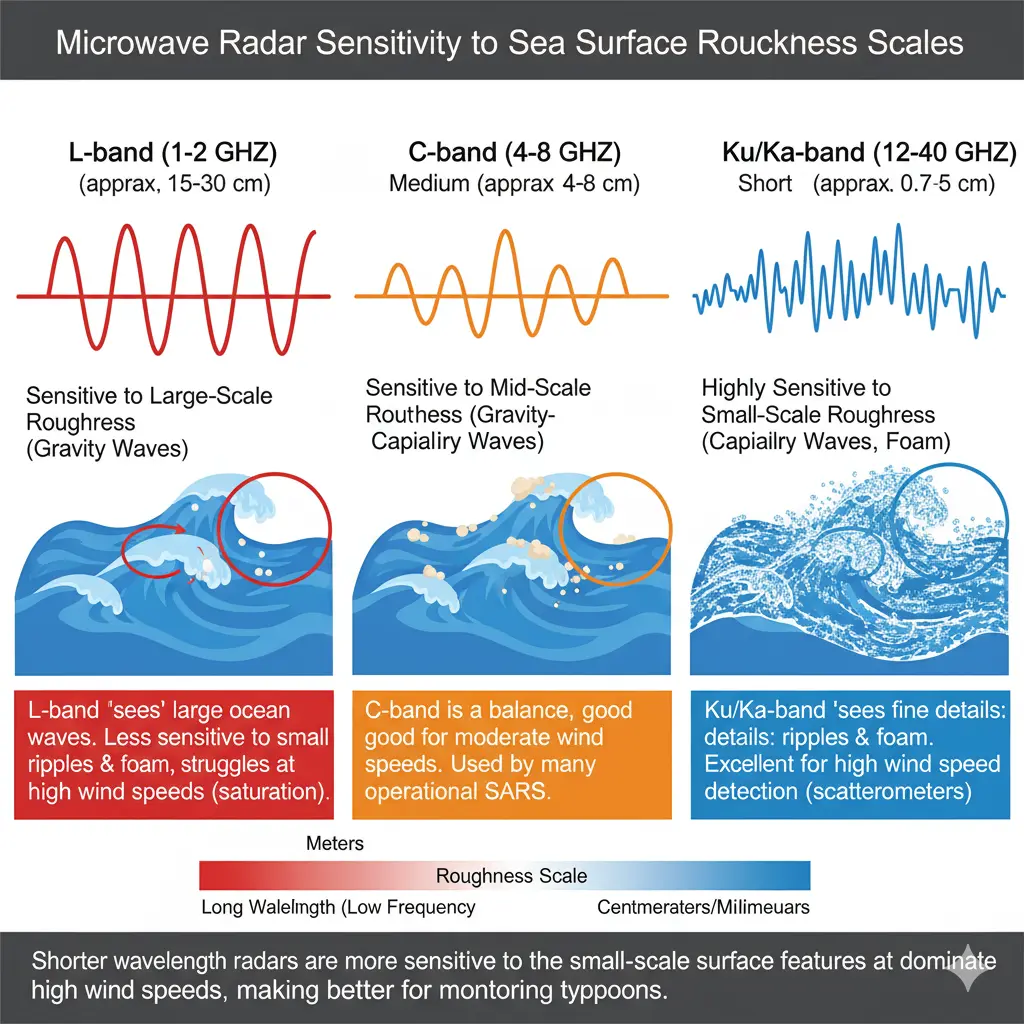 Microwave Radar Sensitivity to Sea Surface Rouckness Scales
L-band (1-2 GHZ)
(apprax, 15-30 cm)
C-band (4-8 GHZ)
Medium (apprax 4-8 cm)
Ku/Ka-band (12-40 GHZ)
Short (apprax. 0.7-5 cm)
Sensitive to Large-Scale
Roughress
(Gravity Waves)
Sensitive to Mid-Scale
Routhess (Gravity-
Capialiry Waves)
Highly Sensitive to
Small-Scale Roughress
(Capiailry Waves, Foam)
L-band 'sees' large ocean
waves. Less sensitive to small
ripples & foam, struggles at
high wind speeds (saturation).
C-band is a balance, good
good for moderate wind
speeds. Used by many
operational SARS.
Ku/Ka-band 'sees fine details:
details: ripples & foam.
Excellent for high wind speed
detection (scatterometers)
Meters
Roughness Scale
Long Walelmgth (Low Frequency
Centmeraters/Milimeuars
Shorter wavelength radars are more sensitive to the small-scale surface features at dominate
high wind speeds, making better for montoring typpoons.